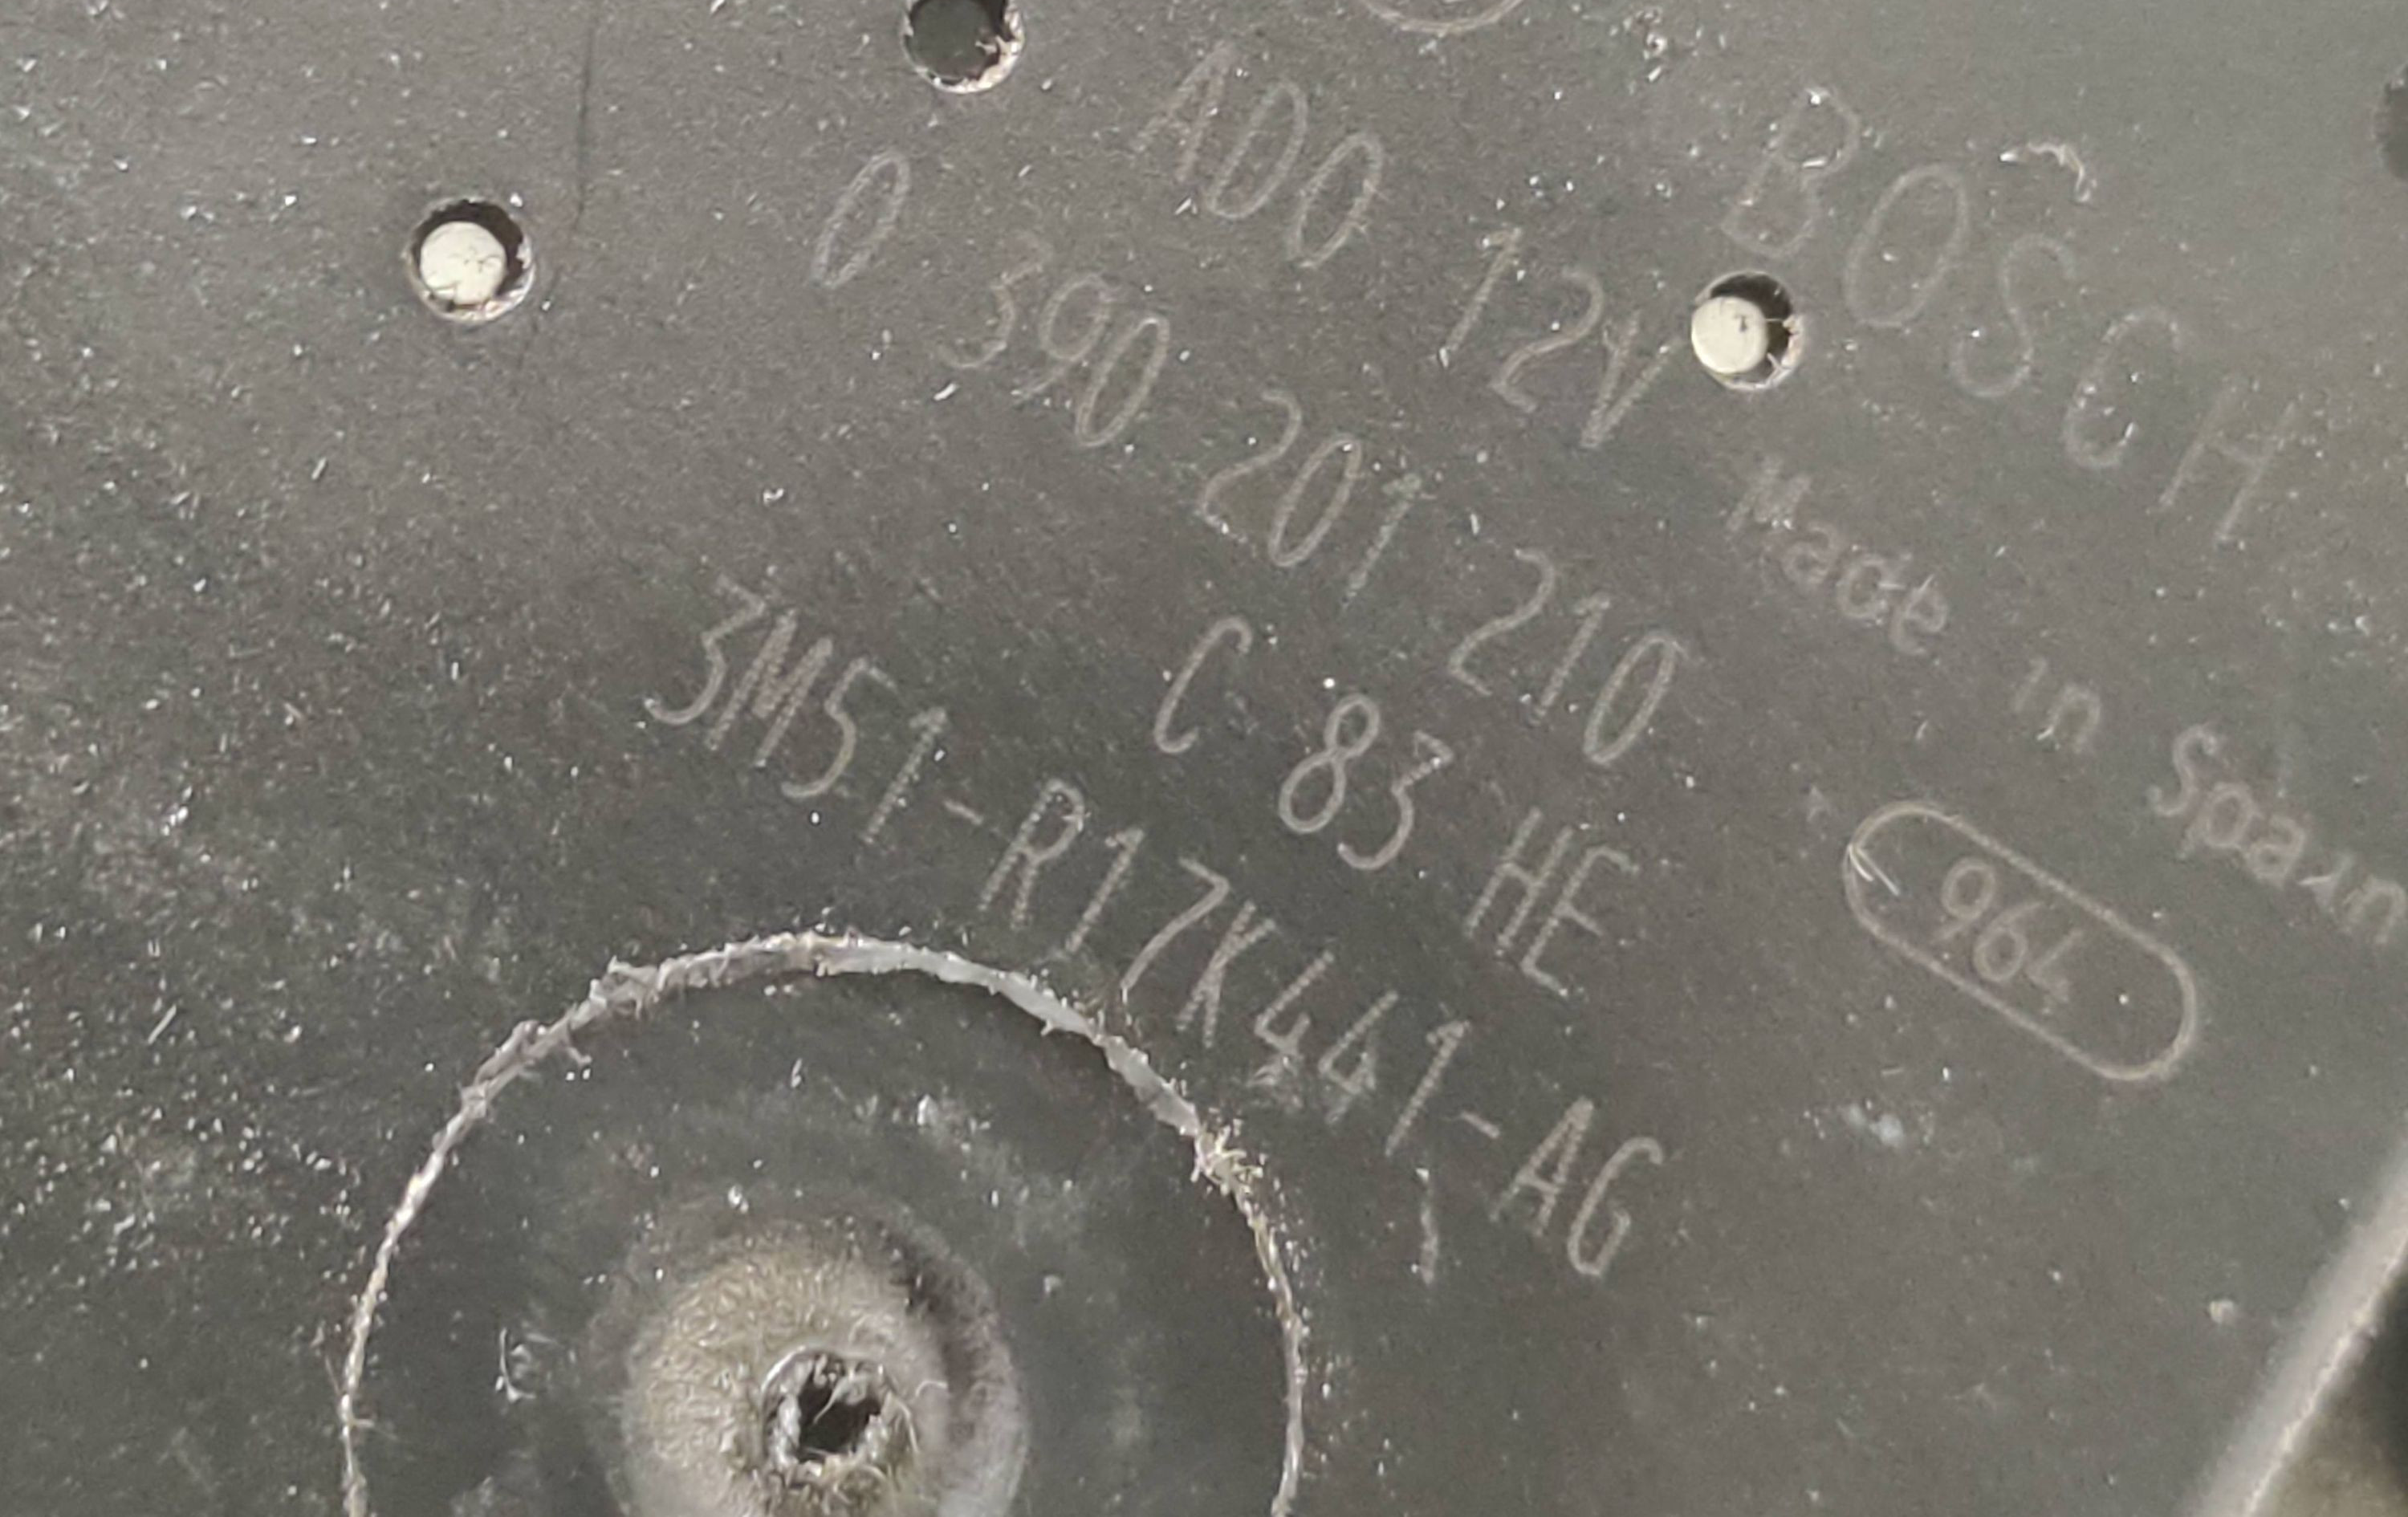 BOSCH
ADO 12V Made in Spain
0 390 201 210
964
C 83 HE
3M51-R17K441-AG